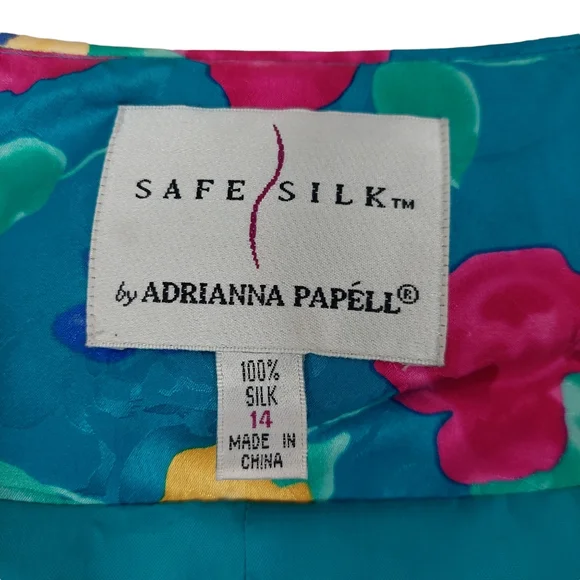 SAFE SILK™
by ADRIANNA PAPÉLL®
100%
SILK
14
MADE IN
CHINA